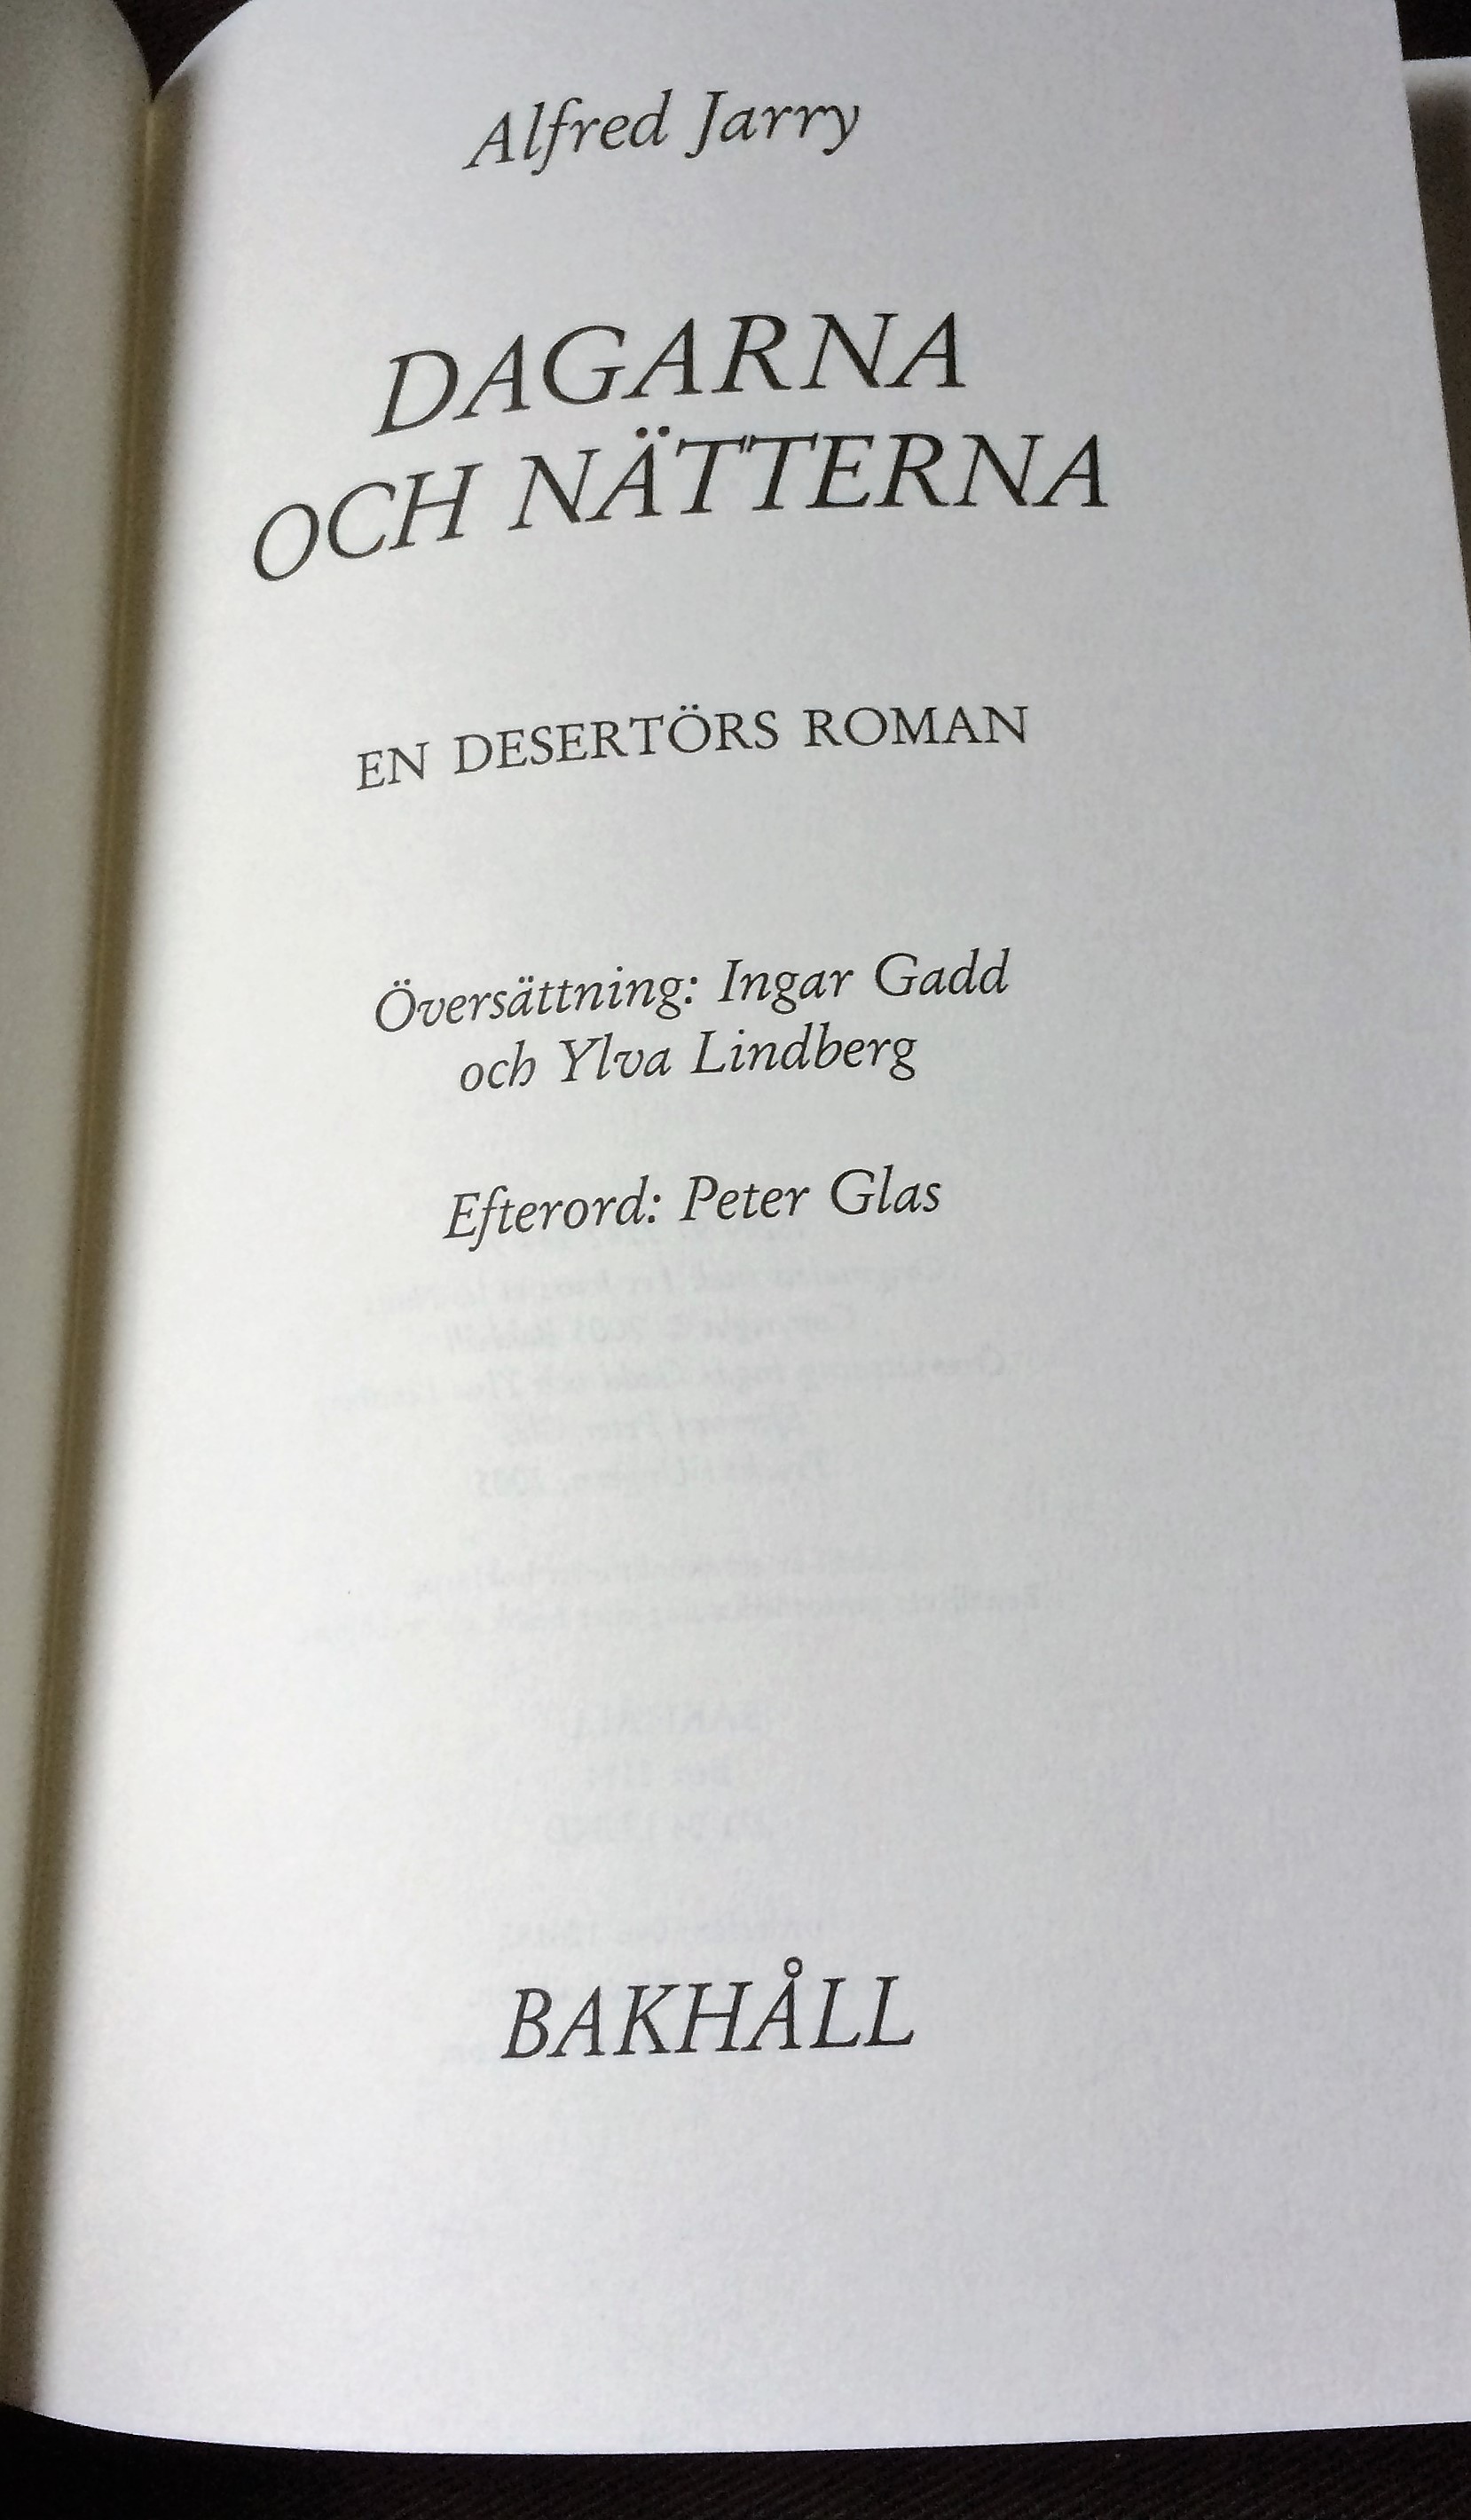 Alfred Jarry
DAGARNA
OCH NÄTTERNA
EN DESERTÖRS ROMAN
Översättning: Ingar Gadd
och Ylva Lindberg
Efterord: Peter Glas
BAKHÅLL